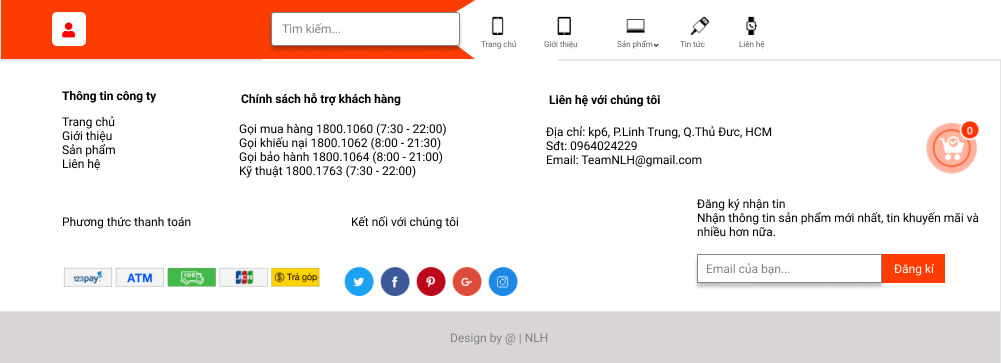 Tìm kiếm...
Trang chủ
Giới thiệu
Sản phẩm
Tin tức
Liên hệ
Thông tin công ty
Trang chủ
Giới thiệu
Sản phẩm
Liên hệ
Chính sách hỗ trợ khách hàng
Gọi mua hàng 1800.1060 (7:30 - 22:00)
Gọi khiếu nại 1800.1062 (8:00 - 21:30)
Gọi bảo hành 1800.1064 (8:00 - 21:00)
Kỹ thuật 1800.1763 (7:30 - 22:00)
Liên hệ với chúng tôi
Địa chỉ: kp6, P.Linh Trung, Q.Thủ Đưc, HCM
Sđt: 0964024229
Email: TeamNLH@gmail.com
0
Phương thức thanh toán
123pay
ATM
COD
JCB
$ Trả góp
Kết nối với chúng tôi
Đăng ký nhận tin
Nhận thông tin sản phẩm mới nhất, tin khuyến mãi và
nhiều hơn nữa.
Email của bạn...
Đăng kí
Design by @ | NLH